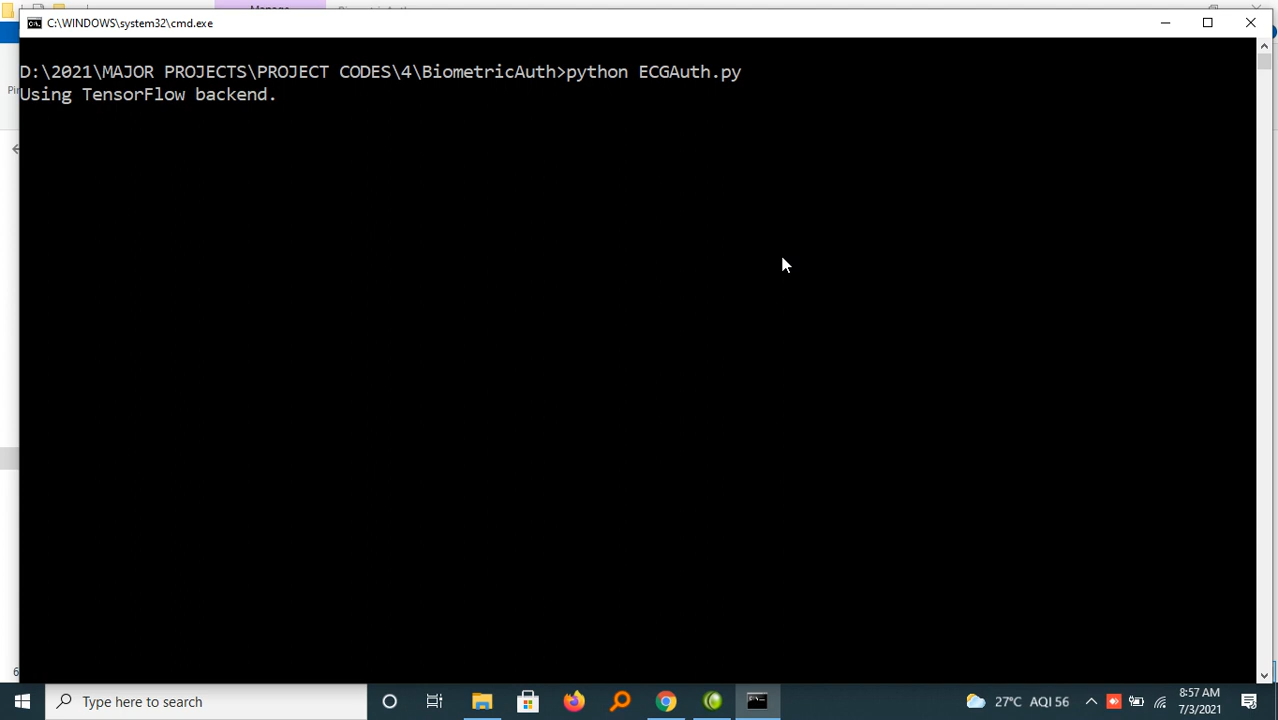 Manage
C:\WINDOWS\system32\cmd.exe
D:\2021\MAJOR PROJECTS\PROJECT CODES\4\BiometricAuth>python ECGAuth.py
Using TensorFlow backend.
Type here to search
27°C AQI 56
8:57 AM
7/3/2021